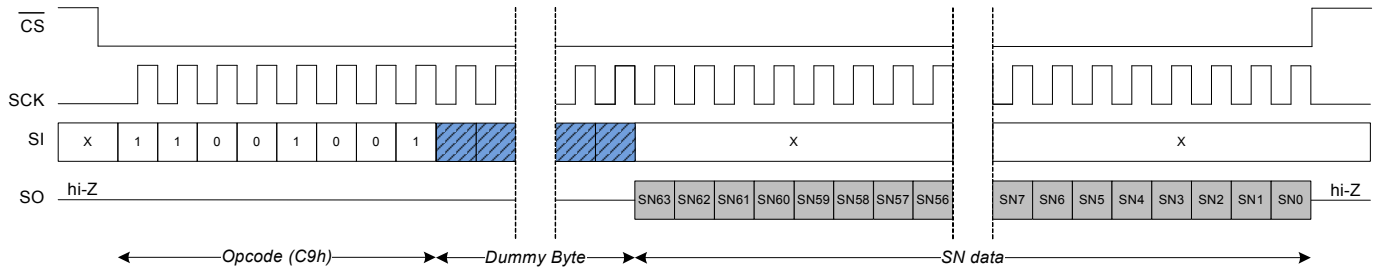 CS
SCK
SI X 1 1 0 0 1 0 0 1 X X
SO hi-Z SN63 SN62 SN61 SN60 SN59 SN58 SN57 SN56 SN7 SN6 SN5 SN4 SN3 SN2 SN1 SN0 hi-Z
Opcode (C9h) Dummy Byte SN data